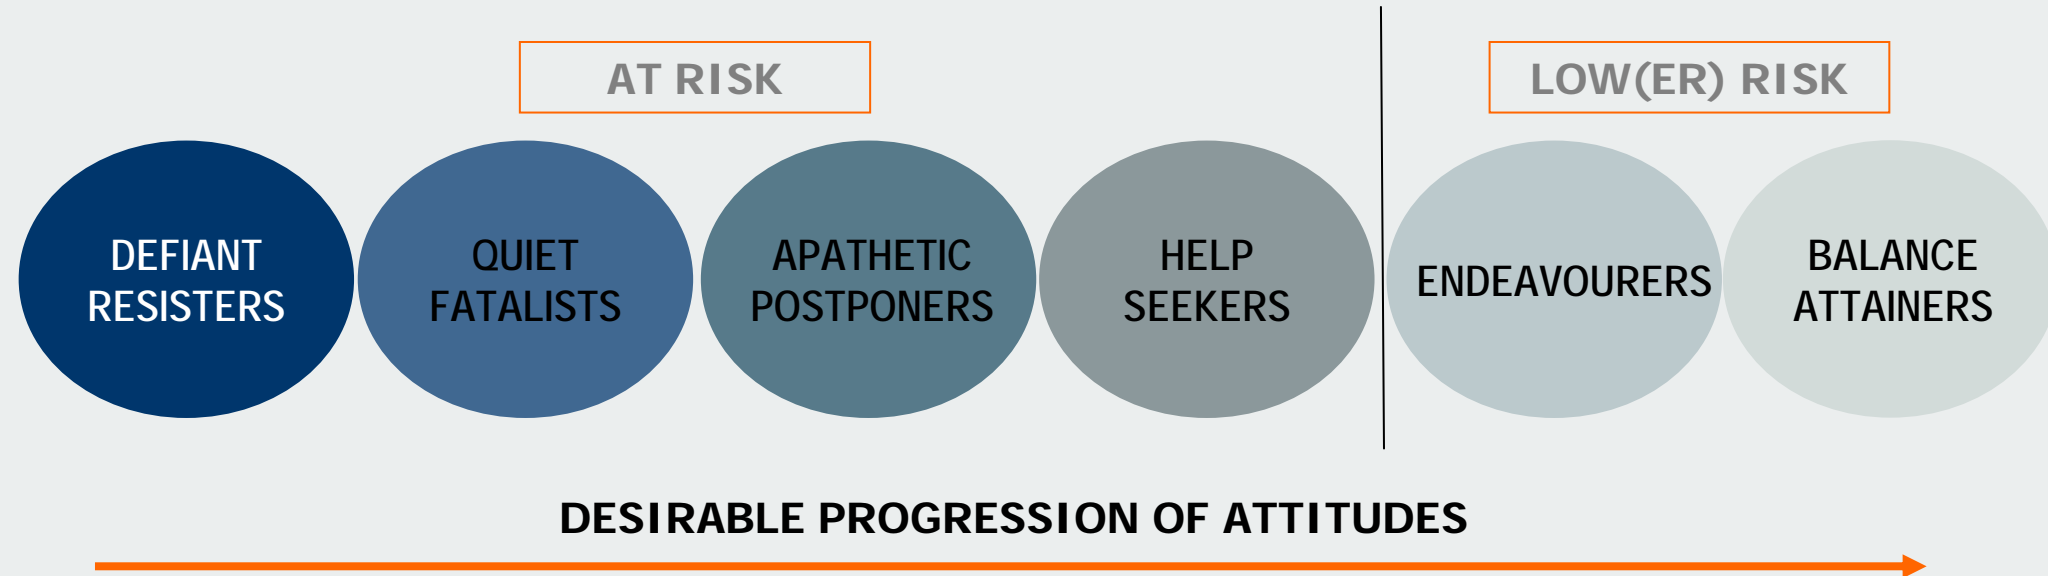 AT RISK
LOW(ER) RISK
DEFIANT
RESISTERS
QUIET
FATALISTS
APATHETIC
POSTPONERS
HELP
SEEKERS
ENDEAVOURERS
BALANCE
ATTAINERS
DESIRABLE PROGRESSION OF ATTITUDES